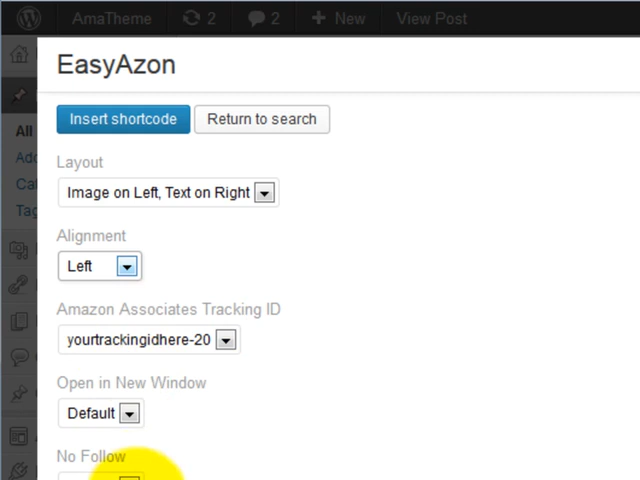 AmaTheme 2 2 New View Post
EasyAzon
Insert shortcode Return to search
Layout
Image on Left, Text on Right
All
Alignment
Left
Amazon Associates Tracking ID
yourtrackingidhere-20
Open in New Window
Default
No Follow